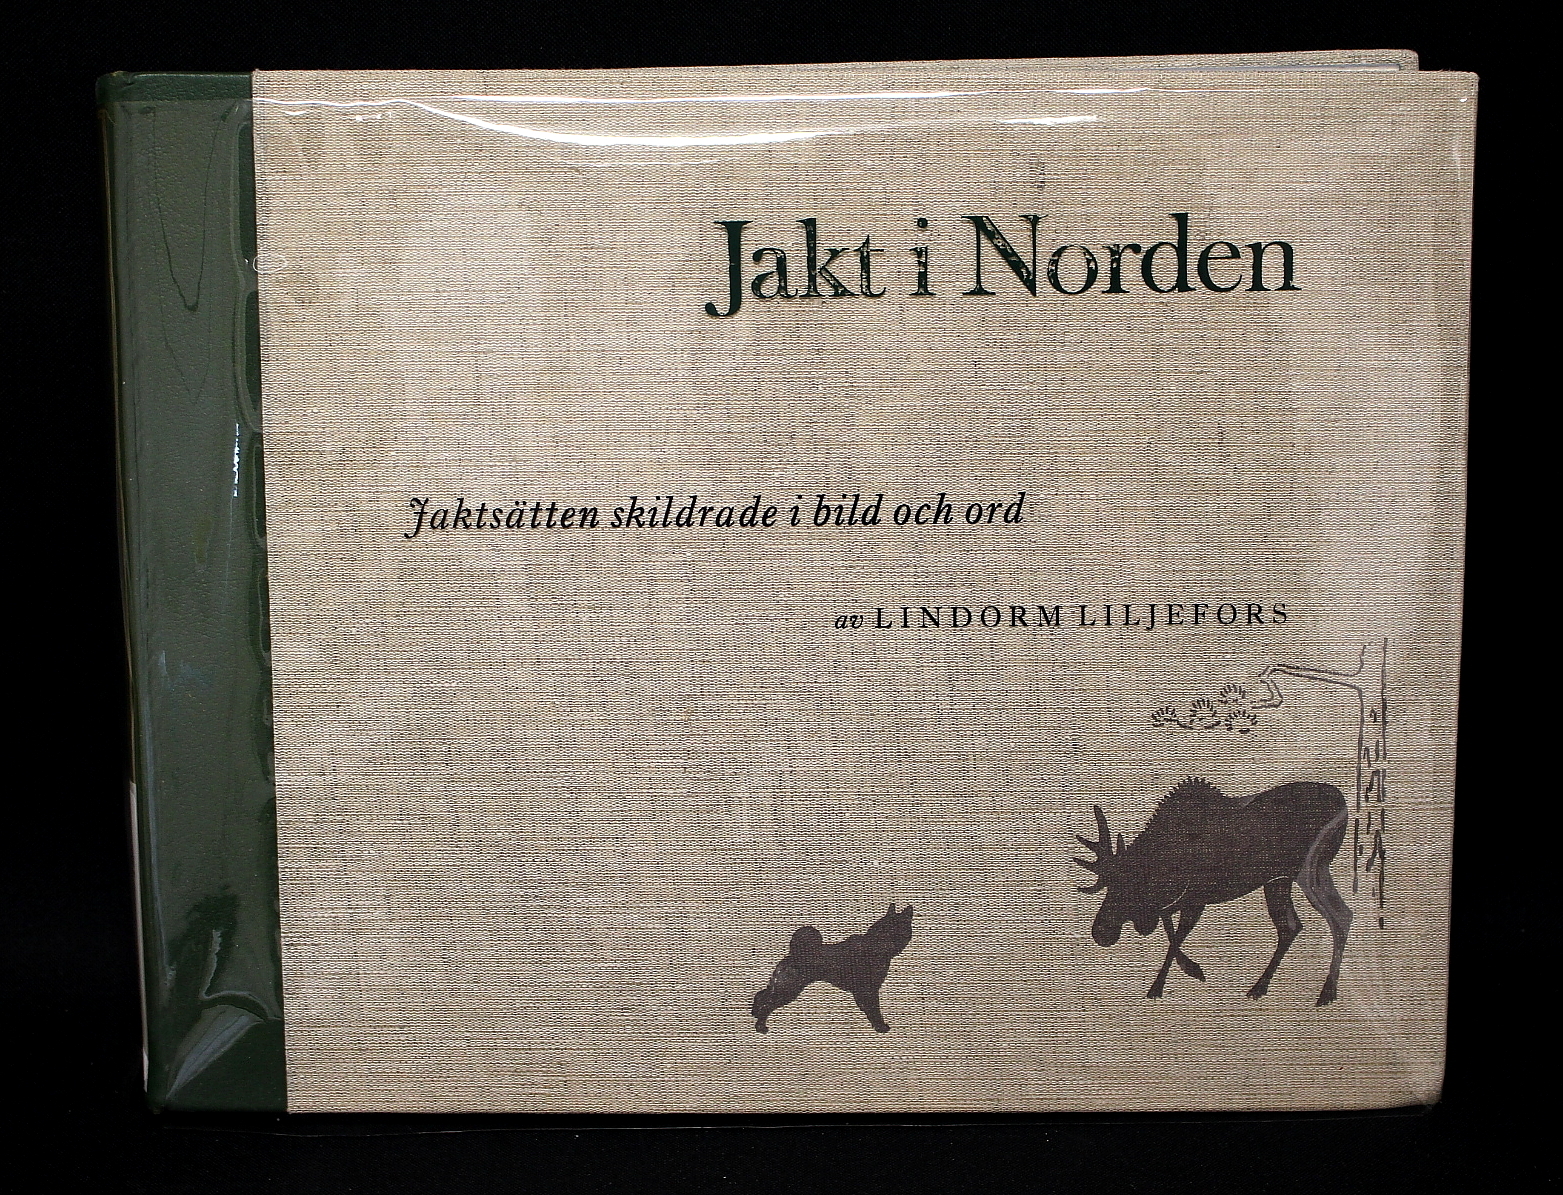 Jakt i Norden
Jaktsätten skildrade i bild och ord
av LINDORM LILJEFORS